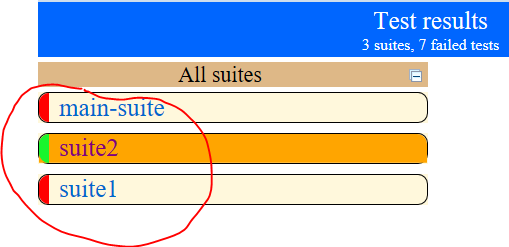 Test results
3 suites, 7 failed tests
All suites
main-suite
suite2
suite1